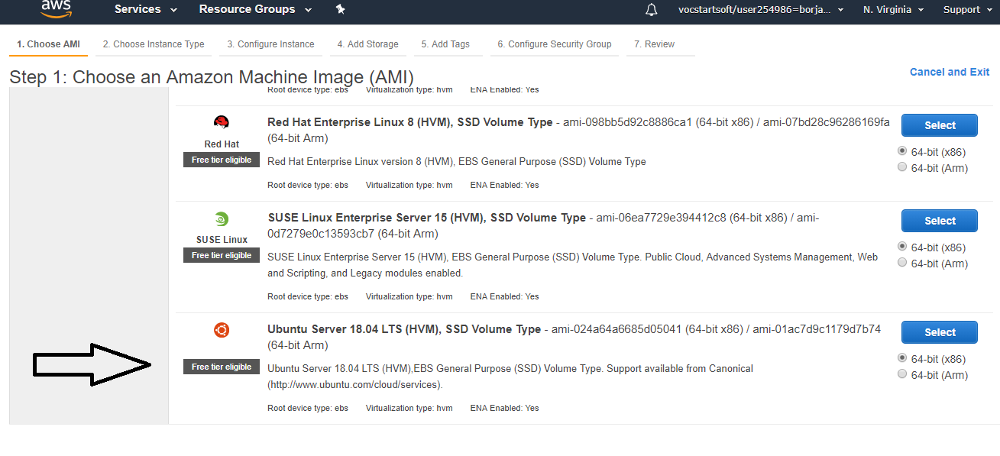 aws
Services
Resource Groups
vocstartsoft/user254986=borja...
N. Virginia
Support
1. Choose AMI
2. Choose Instance Type
3. Configure Instance
4. Add Storage
5. Add Tags
6. Configure Security Group
7. Review
Step 1: Choose an Amazon Machine Image (AMI)
Cancel and Exit
Root device type: ebs
Virtualization type: hvm
ENA Enabled: Yes
Red Hat
Free tier eligible
Red Hat Enterprise Linux 8 (HVM), SSD Volume Type - ami-098bb5d92c8886ca1 (64-bit x86) / ami-07bd28c96286169fa
(64-bit Arm)
Red Hat Enterprise Linux version 8 (HVM), EBS General Purpose (SSD) Volume Type
Root device type: ebs
Virtualization type: hvm
ENA Enabled: Yes
Select
64-bit (x86)
64-bit (Arm)
SUSE Linux
Free tier eligible
SUSE Linux Enterprise Server 15 (HVM), SSD Volume Type - ami-06ea7729e394412c8 (64-bit x86) / ami-
0d7279e0c13593cb7 (64-bit Arm)
SUSE Linux Enterprise Server 15 (HVM), EBS General Purpose (SSD) Volume Type. Public Cloud, Advanced Systems Management, Web
and Scripting, and Legacy modules enabled.
Root device type: ebs
Virtualization type: hvm
ENA Enabled: Yes
Select
64-bit (x86)
64-bit (Arm)
Free tier eligible
Ubuntu Server 18.04 LTS (HVM), SSD Volume Type - ami-024a64a6685d05041 (64-bit x86) / ami-01ac7d9c1179d7b74
(64-bit Arm)
Ubuntu Server 18.04 LTS (HVM),EBS General Purpose (SSD) Volume Type. Support available from Canonical
(http://www.ubuntu.com/cloud/services).
Root device type: ebs
Virtualization type: hvm
ENA Enabled: Yes
Select
64-bit (x86)
64-bit (Arm)